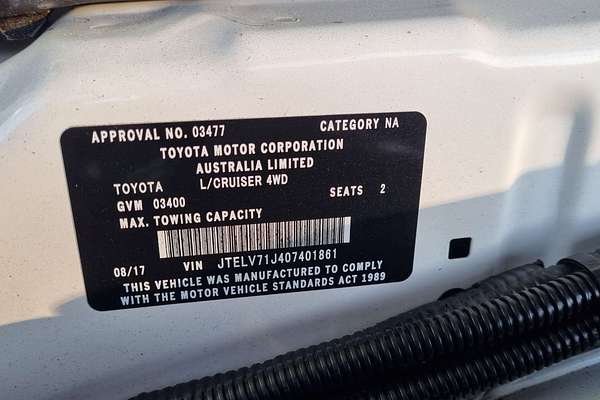 APPROVAL NO. 03477 CATEGORY NA
TOYOTA MOTOR CORPORATION
AUSTRALIA LIMITED
TOYOTA L/CRUISER 4WD SEATS 2
GVM 03400
MAX. TOWING CAPACITY
08/17 VIN JTELV71J407401861
THIS VEHICLE WAS MANUFACTURED TO COMPLY
WITH THE MOTOR VEHICLE STANDARDS ACT 1989